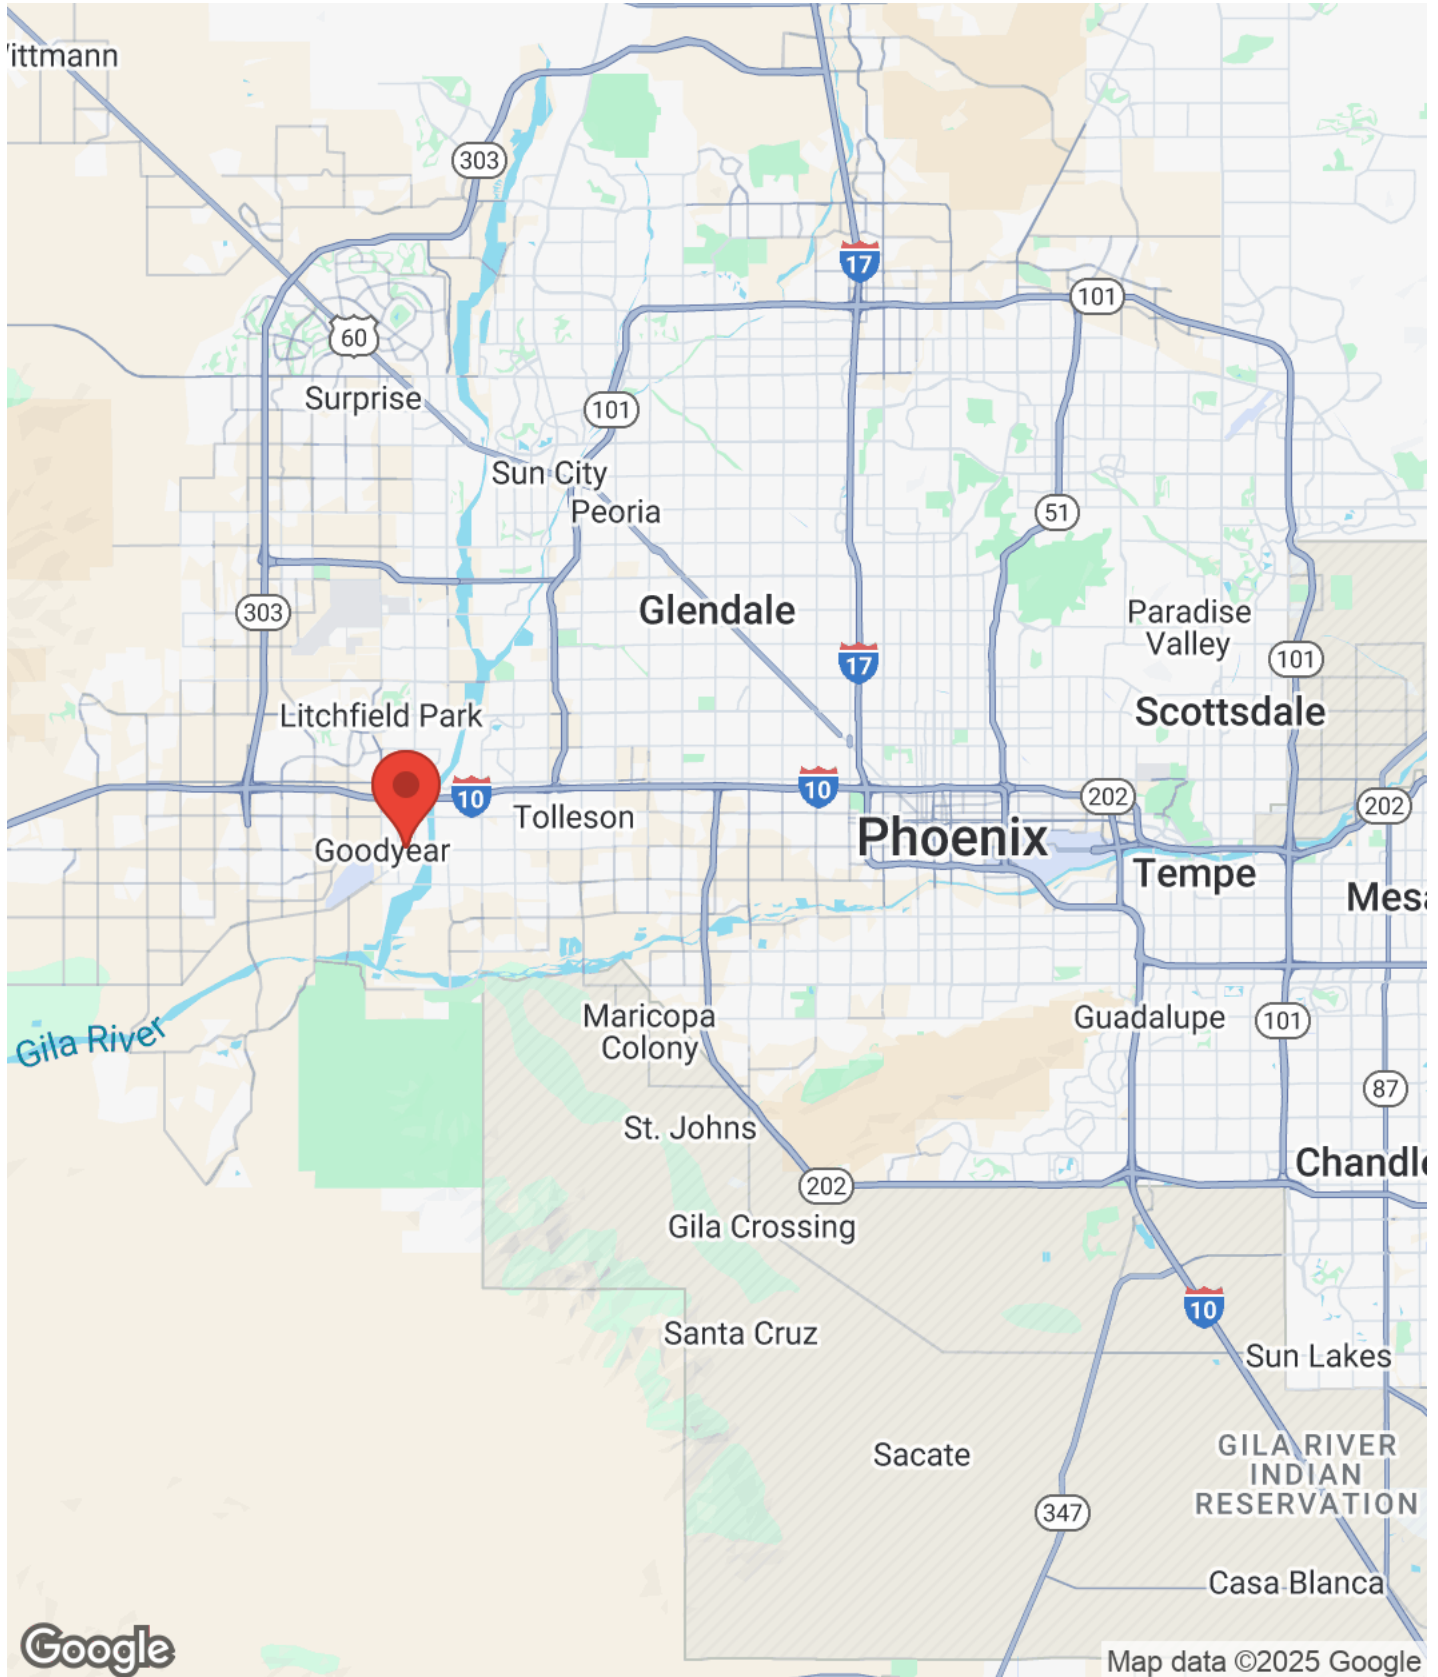 ittmann
303
17
101
60
Surprise
101
Sun City
Peoria
51
Glendale
303
Paradise
Valley
17
101
Litchfield Park
Scottsdale
10
10
202
202
Tolleson
Phoenix
Goodyear
Tempe
Mesa
Gila River
Maricopa
Colony
Guadalupe
101
87
St. Johns
Chandle
202
Gila Crossing
10
Santa Cruz
Sun Lakes
Sacate
GILA RIVER
INDIAN
RESERVATION
347
Casa Blanca
Google
Map data ©2025 Google